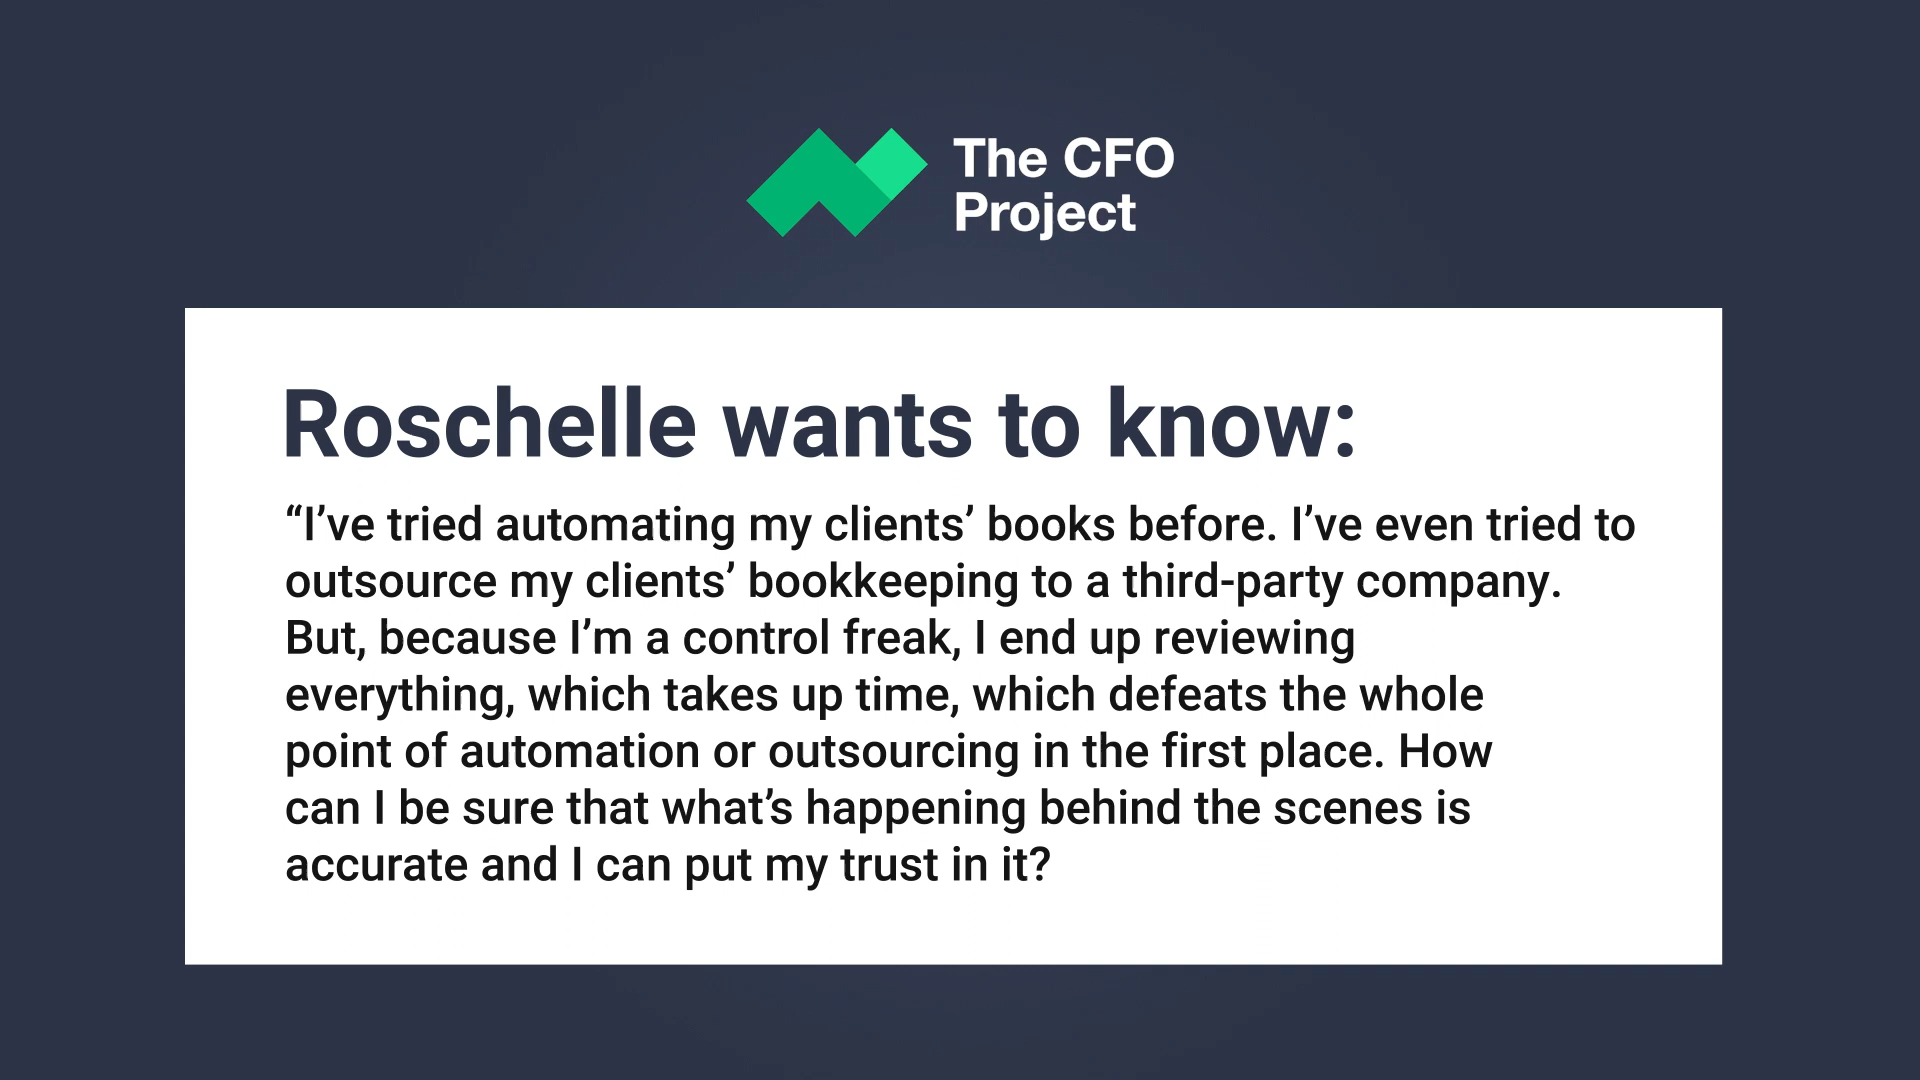 The CFO
Project
Roschelle wants to know:
“I’ve tried automating my clients’ books before. I’ve even tried to
outsource my clients’ bookkeeping to a third-party company.
But, because I’m a control freak, I end up reviewing
everything, which takes up time, which defeats the whole
point of automation or outsourcing in the first place. How
can I be sure that what’s happening behind the scenes is
accurate and I can put my trust in it?